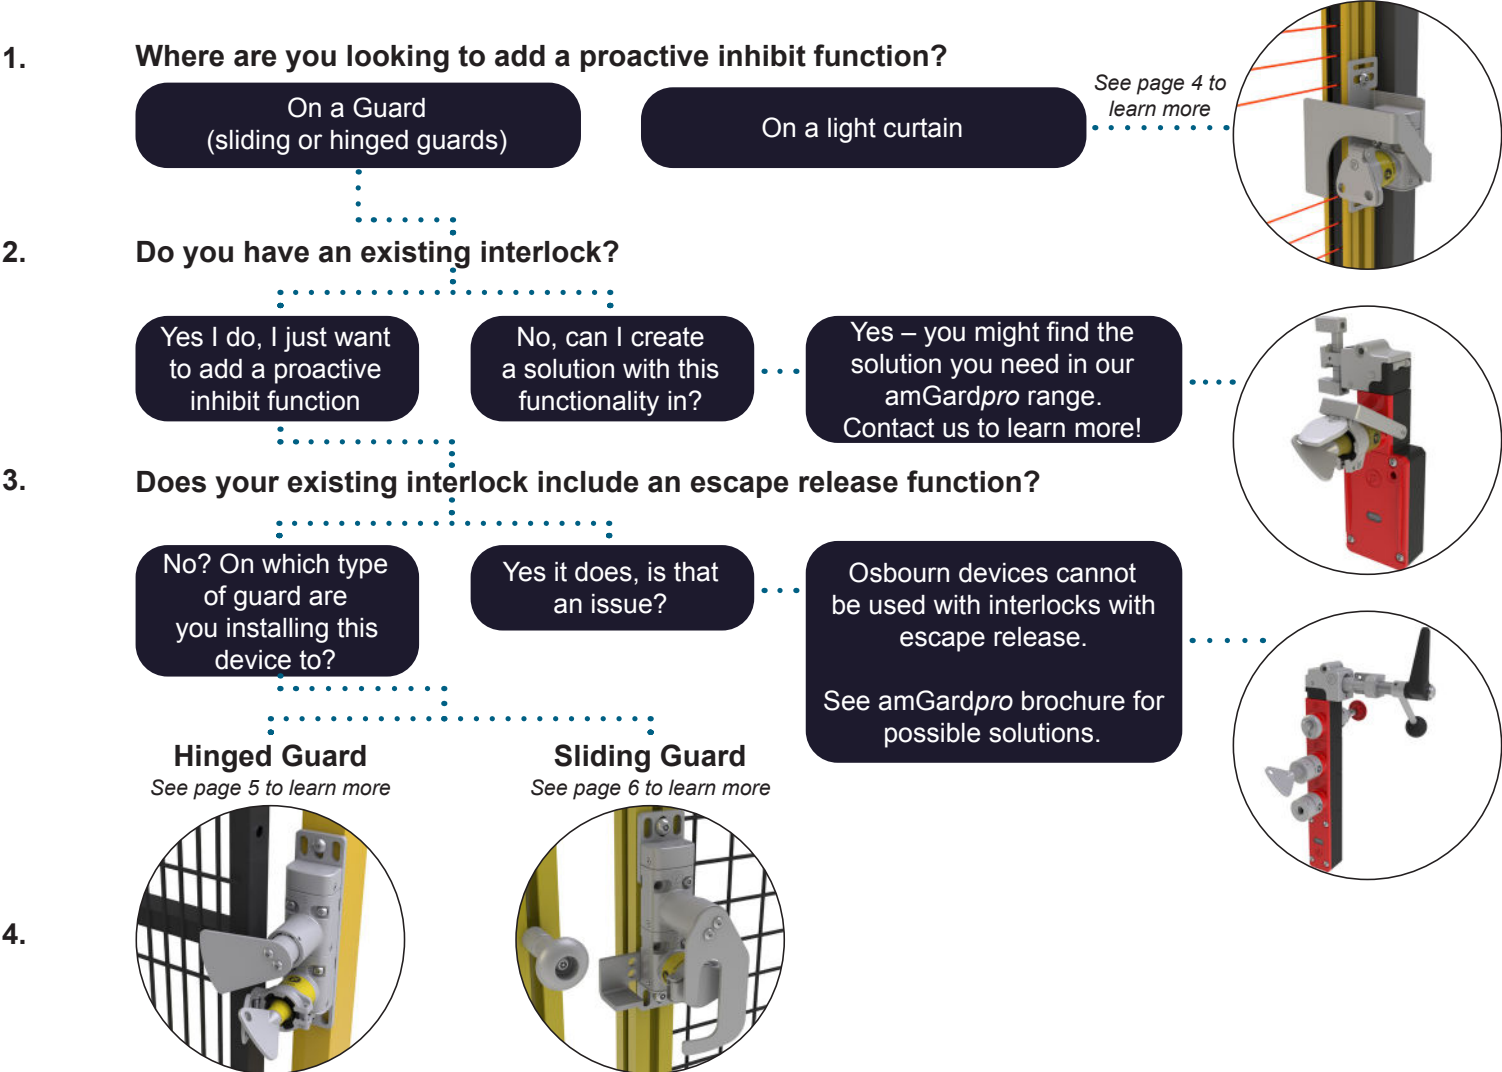 1.
Where are you looking to add a proactive inhibit function?
On a Guard
(sliding or hinged guards)
On a light curtain
See page 4 to
learn more
2.
Do you have an existing interlock?
Yes I do, I just want
to add a proactive
inhibit function
No, can I create
a solution with this
functionality in?
Yes – you might find the
solution you need in our
amGardpro range.
Contact us to learn more!
3.
Does your existing interlock include an escape release function?
No? On which type
of guard are
you installing this
device to?
Yes it does, is that
an issue?
Osbourn devices cannot
be used with interlocks with
escape release.
See amGardpro brochure for
possible solutions.
Hinged Guard
See page 5 to learn more
Sliding Guard
See page 6 to learn more
4.